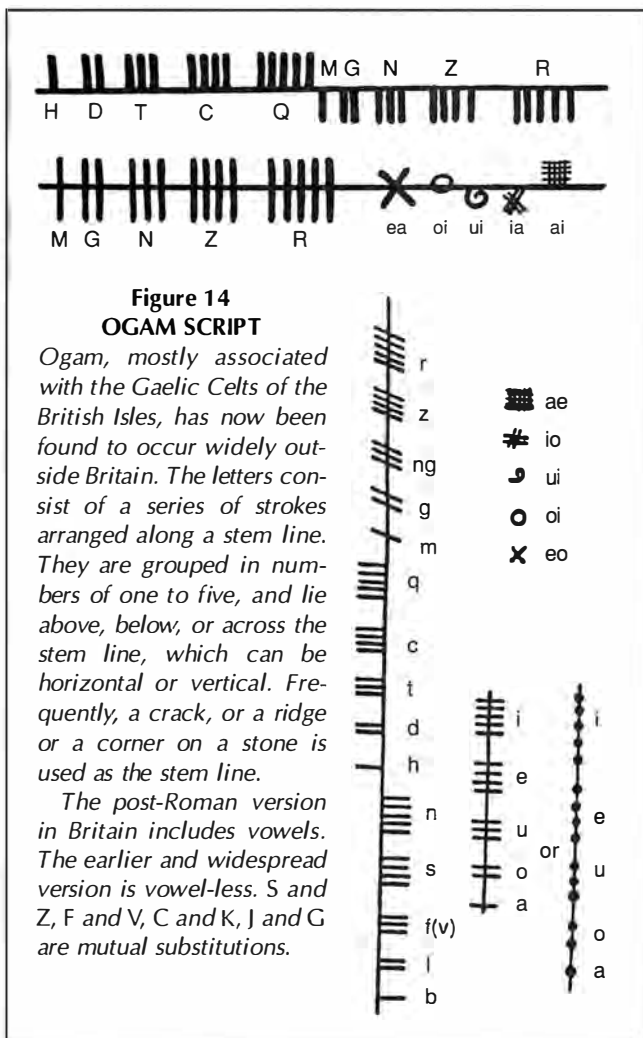 M G N Z R
H D T C Q
M G N Z R ea oi ui ia ai
Figure 14
OGAM SCRIPT
Ogam, mostly associated
with the Gaelic Celts of the
British Isles, has now been
found to occur widely out-
side Britain. The letters con-
sist of a series of strokes
arranged along a stem line.
They are grouped in num-
bers of one to five, and lie
above, below, or across the
stem line, which can be
horizontal or vertical. Fre-
quently, a crack, or a ridge
or a corner on a stone is
used as the stem line.
The post-Roman version
in Britain includes vowels.
The earlier and widespread
version is vowel-less. S and
Z, F and V, C and K, J and G
are mutual substitutions.
r
z
ng
g
m
q
c
t
d
h
n
s
f(v)
l
b
ae
io
ui
oi
eo
i
e
u
o
a
or
i
e
u
o
a